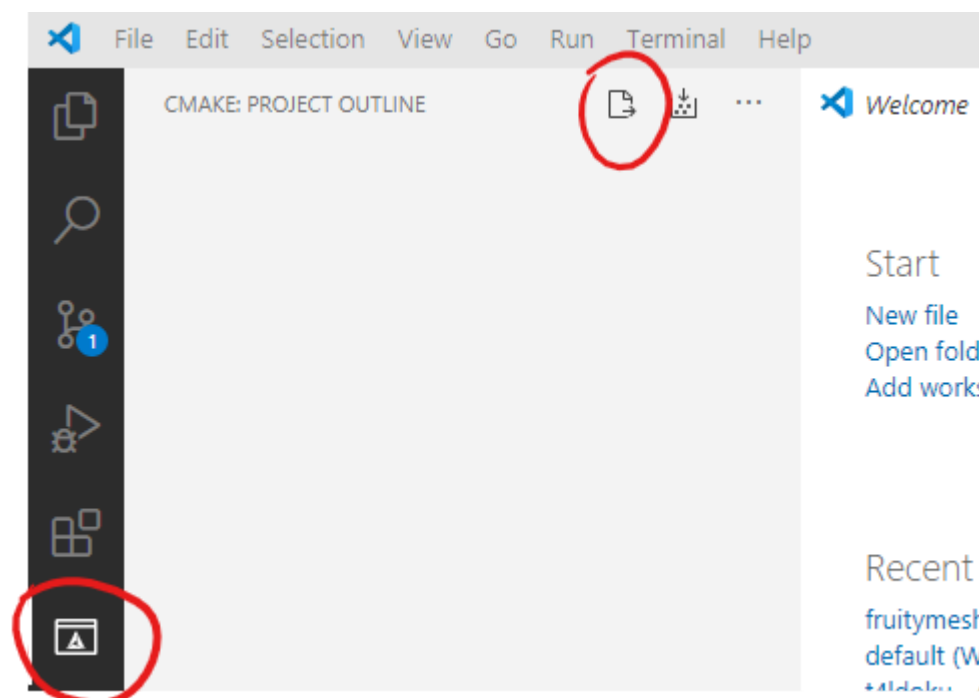 File Edit Selection View Go Run Terminal Help
CMAKE: PROJECT OUTLINE
Welcome
1
Start
New file
Open fold
Add works
Recent
fruitymesh
default (W